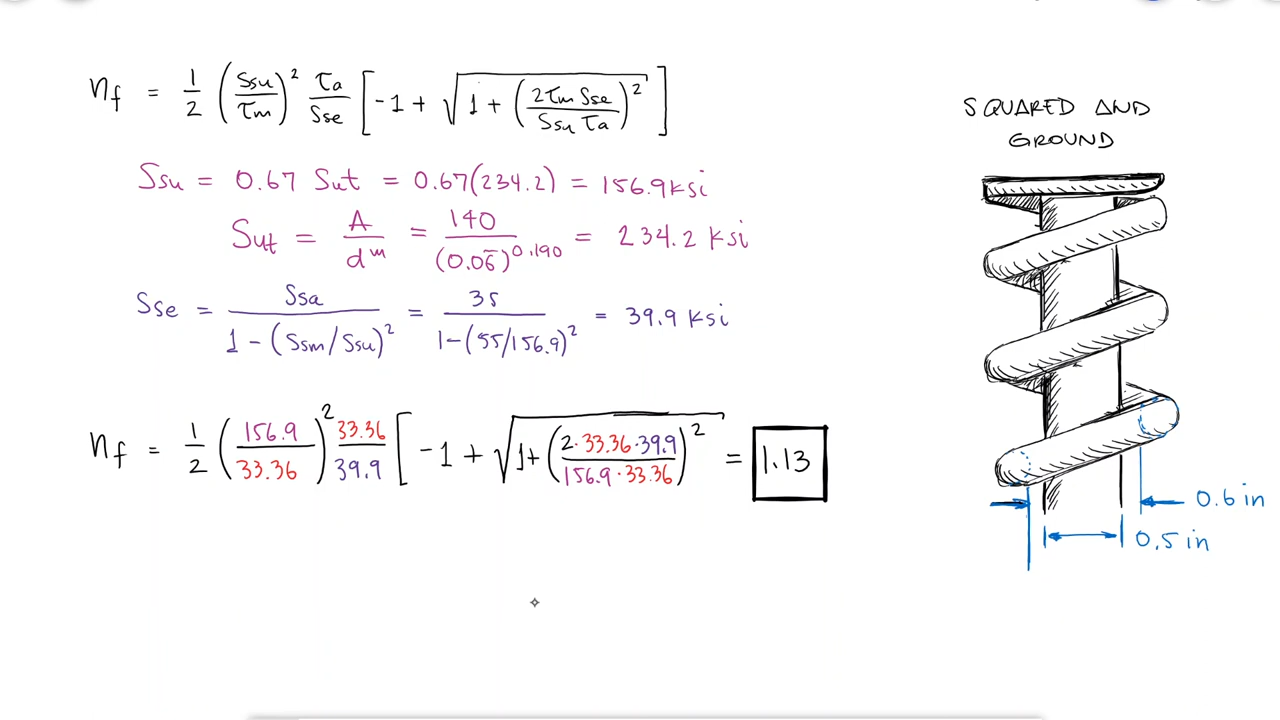 n_f = 1/2 (Ssu/τm)² τa/Sse [-1 + √(1 + (2τm Sse/Ssu τa)²)]
SQUARED AND
GROUND
Ssu = 0.67 Sut = 0.67(234.2) = 156.9 ksi
Sut = A/d^m = 140/(0.06̄)^0.190 = 234.2 ksi
Sse = Ssa/1-(Ssm/Ssu)² = 35/1-(55/156.9)² = 39.9 ksi
n_f = 1/2 (156.9/33.36)² 33.36/39.9 [-1 + √(1+(2·33.36·39.9/156.9·33.36)²) = 1.13
0.6 in
0.5 in